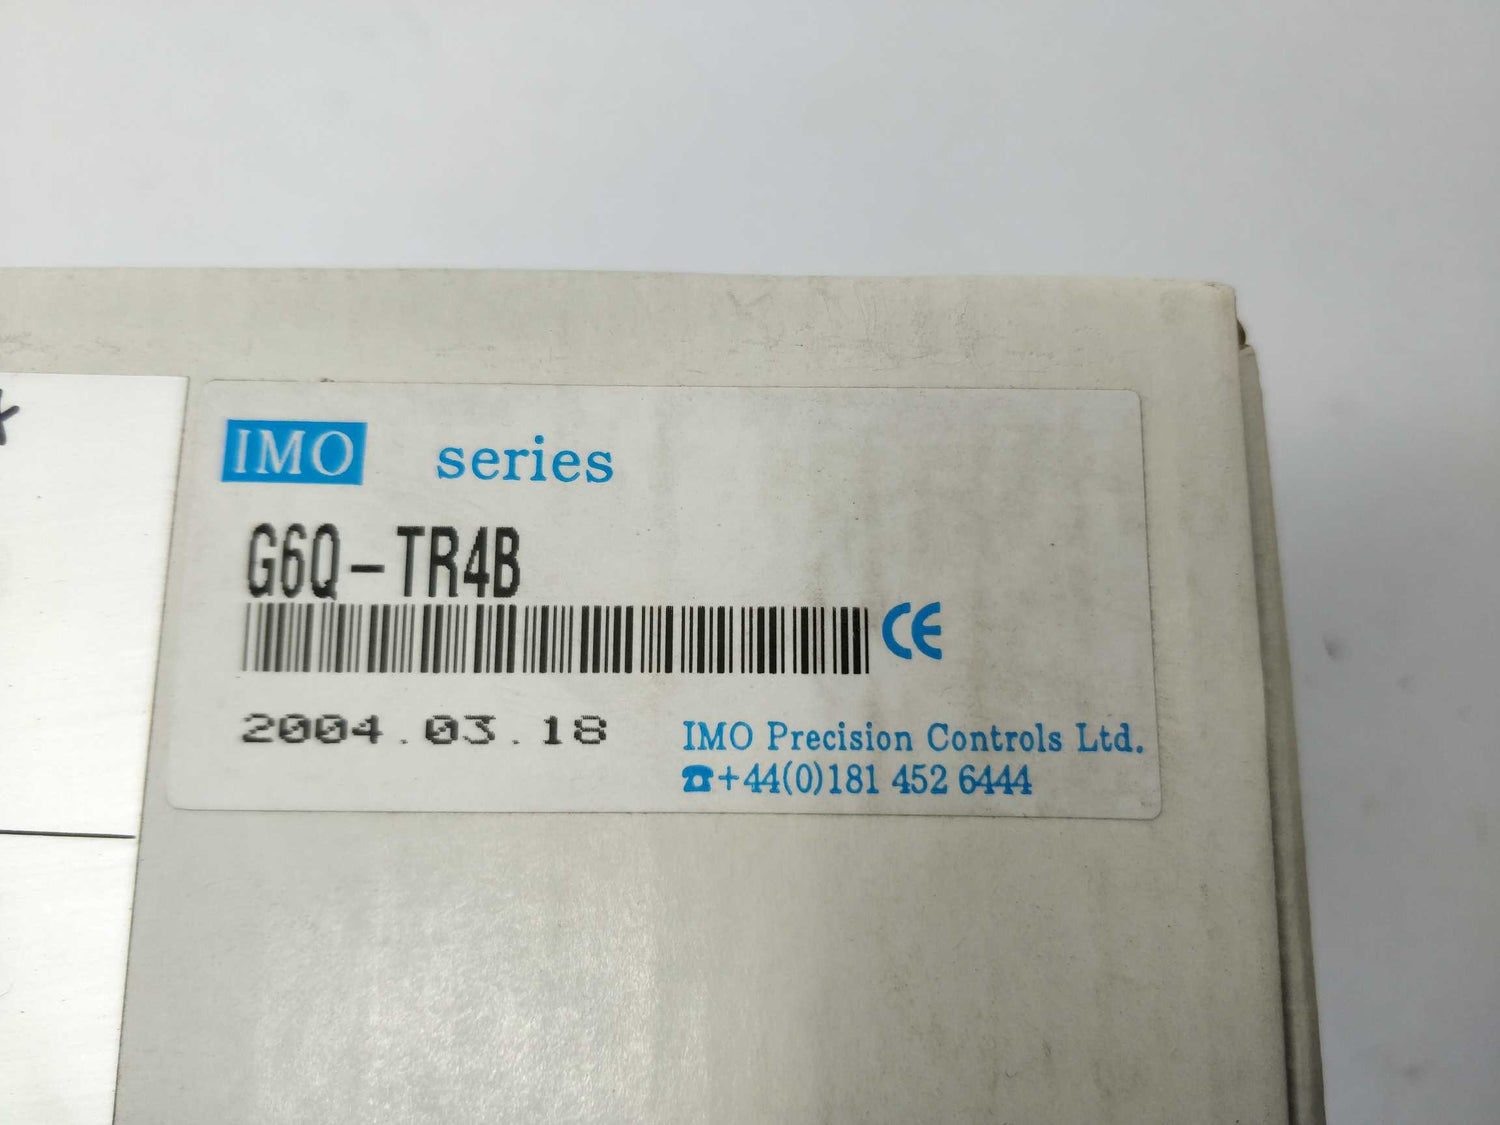 IMO series
G6Q-TR4B
CE
2004.03.18
IMO Precision Controls Ltd.
☎+44(0)181 452 6444